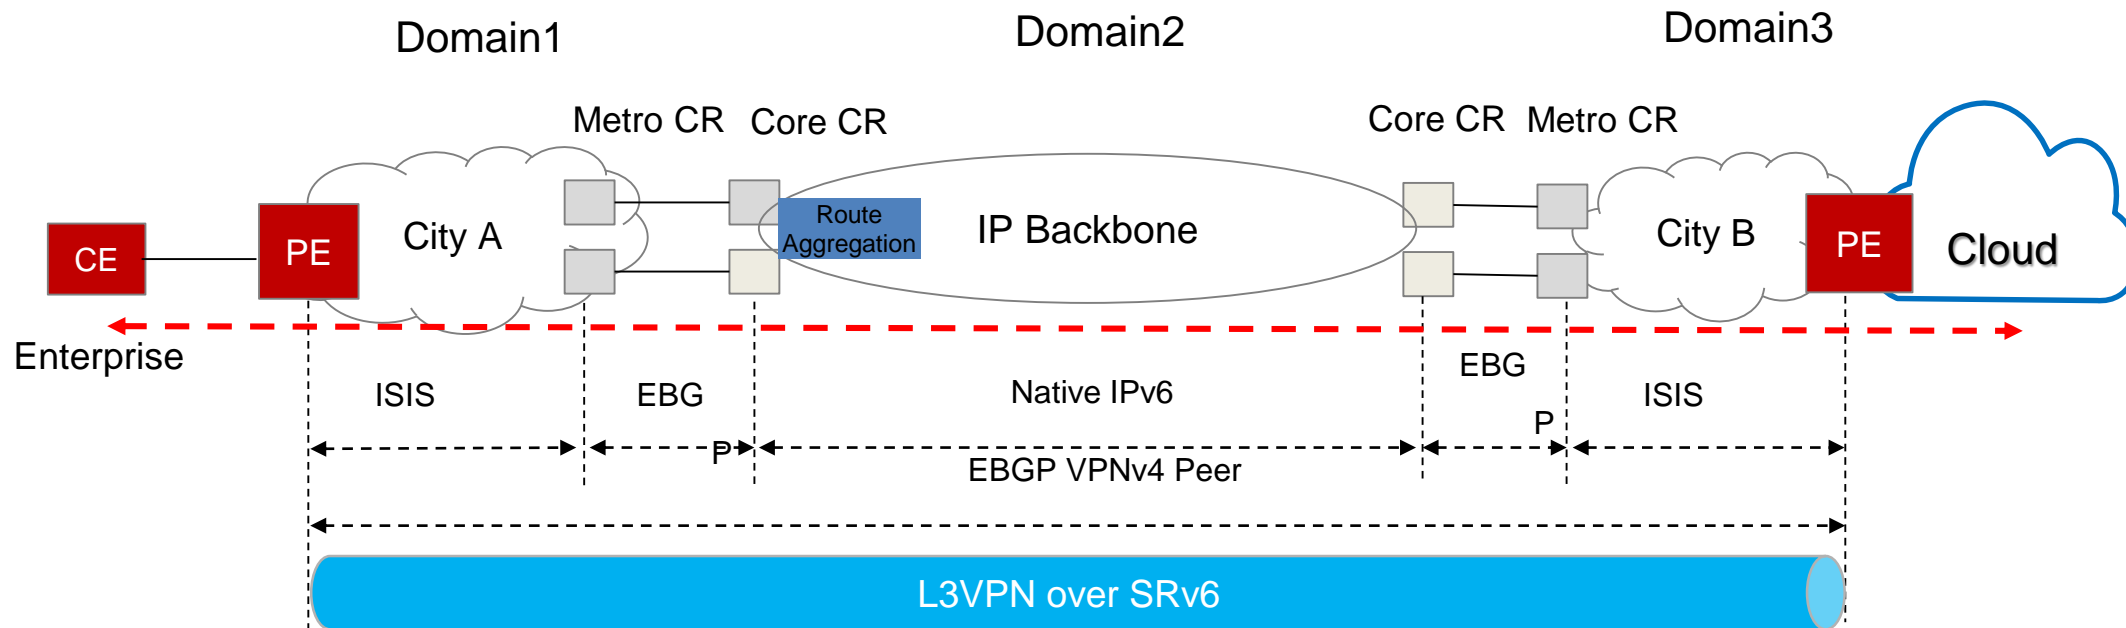 Domain1
Domain2
Domain3
Metro CR
Core CR
Core CR
Metro CR
CE
PE
City A
Route
Aggregation
IP Backbone
City B
PE
Cloud
Enterprise
ISIS
EBG
P
Native IPv6
EBG
P
ISIS
EBGP VPNv4 Peer
L3VPN over SRv6